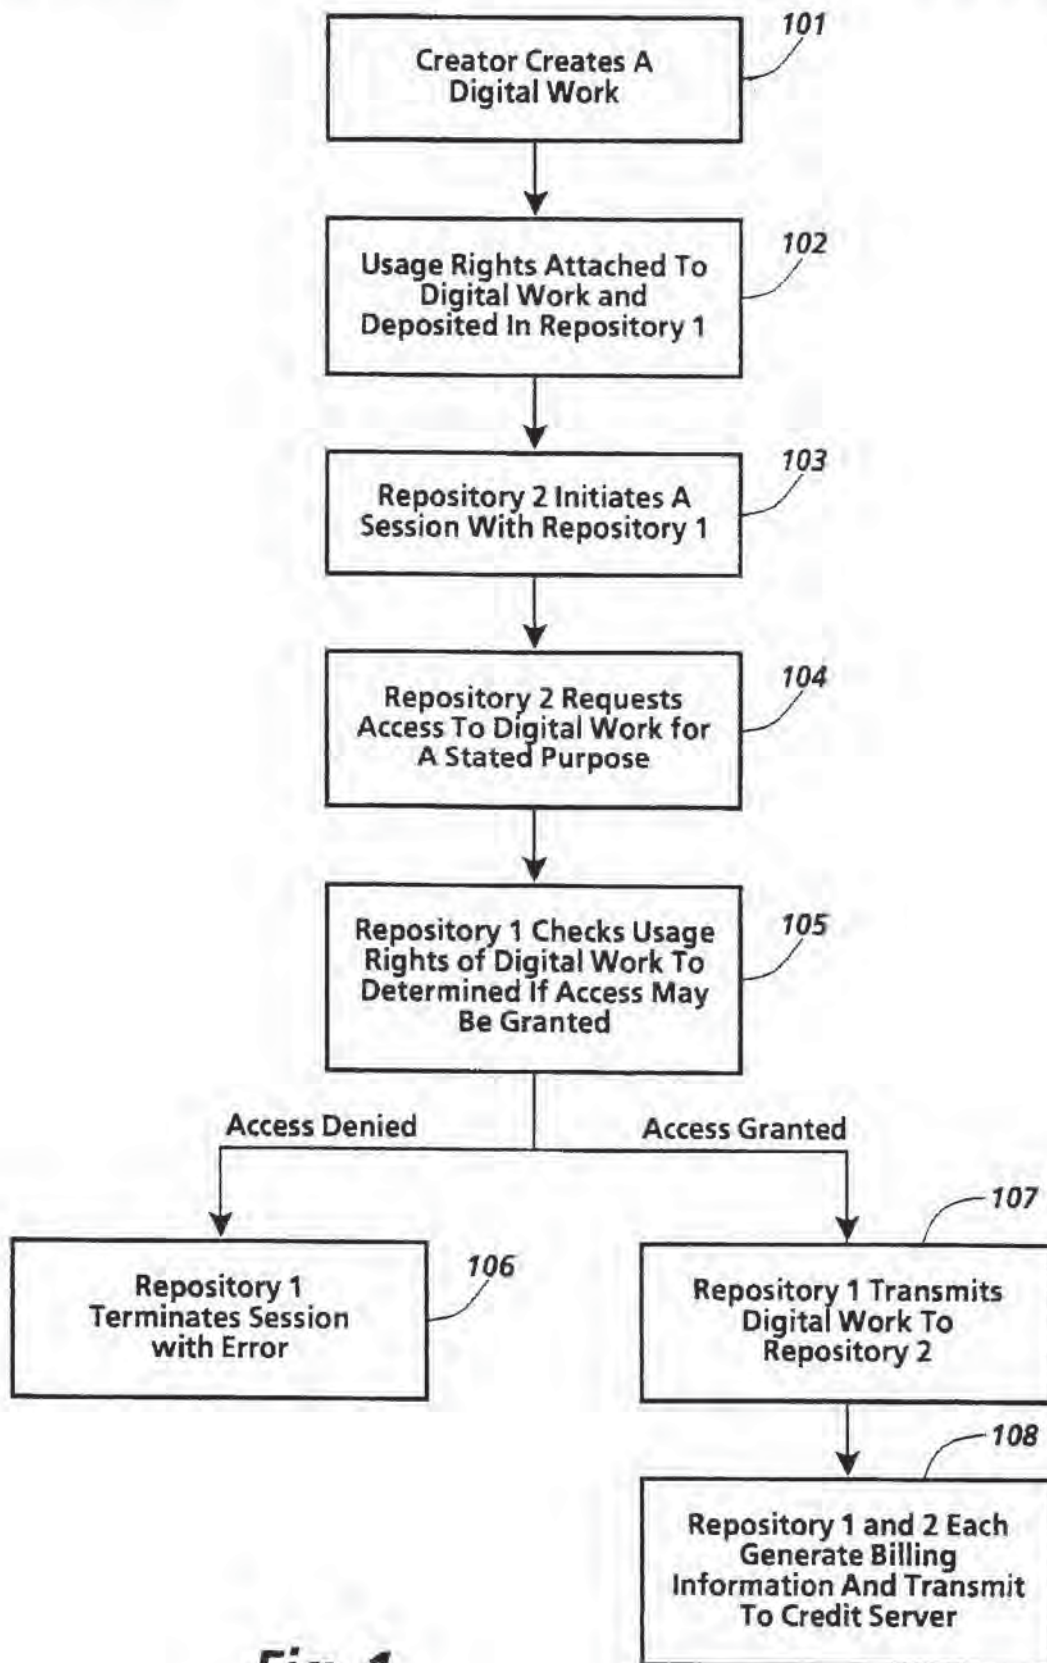 101
Creator Creates A
Digital Work
102
Usage Rights Attached To
Digital Work and
Deposited In Repository 1
103
Repository 2 Initiates A
Session With Repository 1
104
Repository 2 Requests
Access To Digital Work for
A Stated Purpose
105
Repository 1 Checks Usage
Rights of Digital Work To
Determined If Access May
Be Granted
Access Denied
Access Granted
106
Repository 1
Terminates Session
with Error
107
Repository 1 Transmits
Digital Work To
Repository 2
108
Repository 1 and 2 Each
Generate Billing
Information And Transmit
To Credit Server
Fig. 1